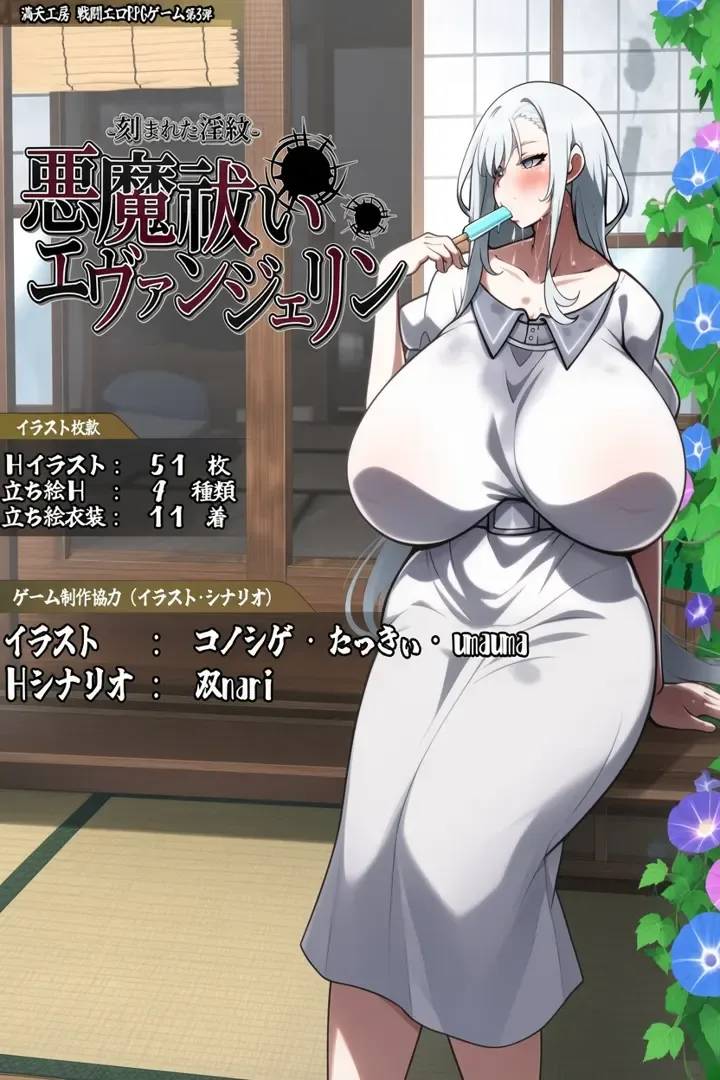 滴天工房 戦闘エロRPGゲーム第3弾
-刻まれた淫紋-
悪魔祓い
エヴァンジェリン
イラスト枚数
Hイラスト： 51 枚
立ち絵H ： 9 種類
立ち絵衣装： 11 着
ゲーム制作協力（イラスト・シナリオ）
イラスト ： コノシゲ・たっきぃ・umauma
Hシナリオ： 双nari